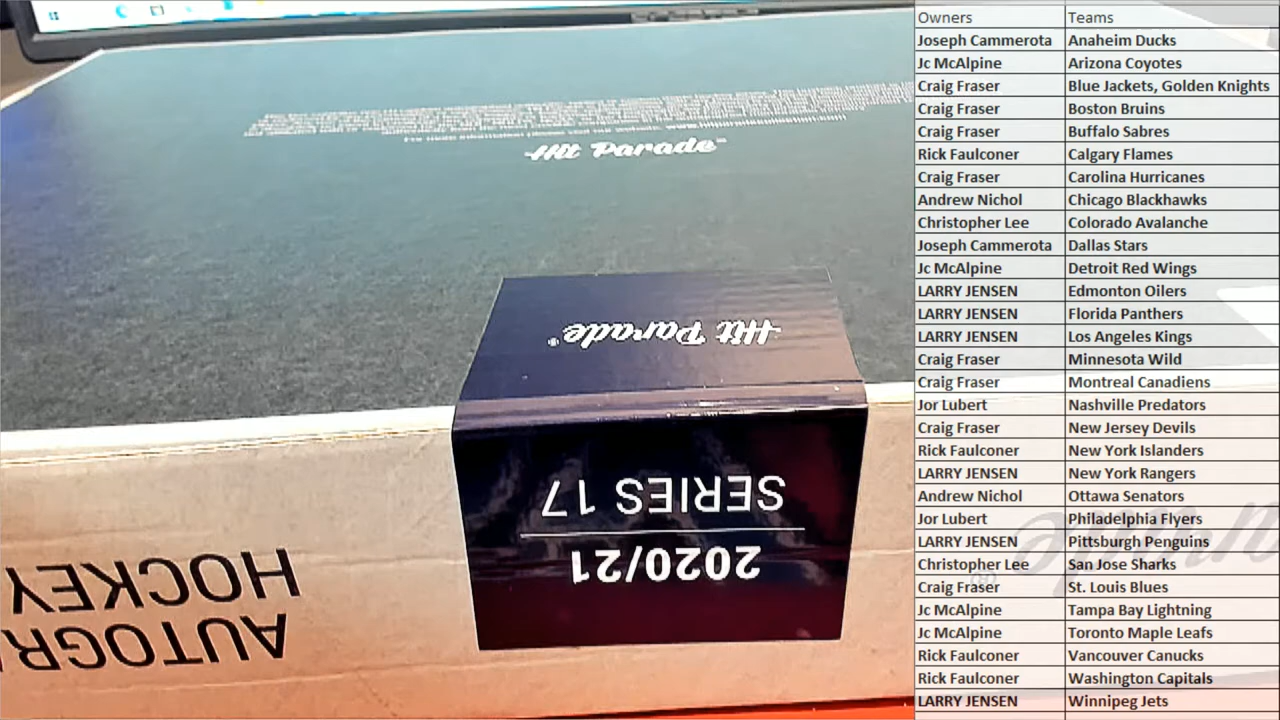 Hit Parade
Hit Parade®
SERIES 17
2020/21
HOCKEY
AUTOGR
Owners Teams
Joseph Cammerota Anaheim Ducks
Jc McAlpine Arizona Coyotes
Craig Fraser Blue Jackets, Golden Knights
Craig Fraser Boston Bruins
Craig Fraser Buffalo Sabres
Rick Faulconer Calgary Flames
Craig Fraser Carolina Hurricanes
Andrew Nichol Chicago Blackhawks
Christopher Lee Colorado Avalanche
Joseph Cammerota Dallas Stars
Jc McAlpine Detroit Red Wings
LARRY JENSEN Edmonton Oilers
LARRY JENSEN Florida Panthers
LARRY JENSEN Los Angeles Kings
Craig Fraser Minnesota Wild
Craig Fraser Montreal Canadiens
Jor Lubert Nashville Predators
Craig Fraser New Jersey Devils
Rick Faulconer New York Islanders
LARRY JENSEN New York Rangers
Andrew Nichol Ottawa Senators
Jor Lubert Philadelphia Flyers
LARRY JENSEN Pittsburgh Penguins
Christopher Lee San Jose Sharks
Craig Fraser St. Louis Blues
Jc McAlpine Tampa Bay Lightning
Jc McAlpine Toronto Maple Leafs
Rick Faulconer Vancouver Canucks
Rick Faulconer Washington Capitals
LARRY JENSEN Winnipeg Jets